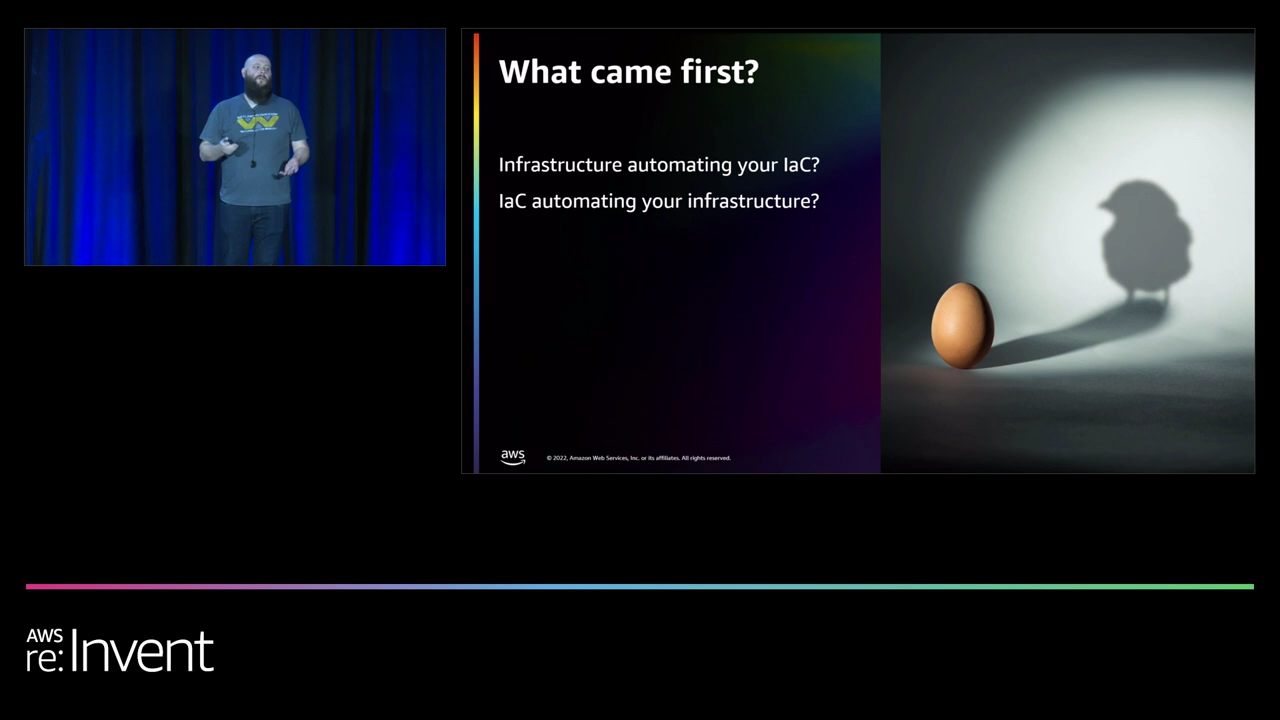 What came first?
Infrastructure automating your IaC?
IaC automating your infrastructure?
aws
© 2022, Amazon Web Services, Inc. or its affiliates. All rights reserved.
AWS
re:Invent